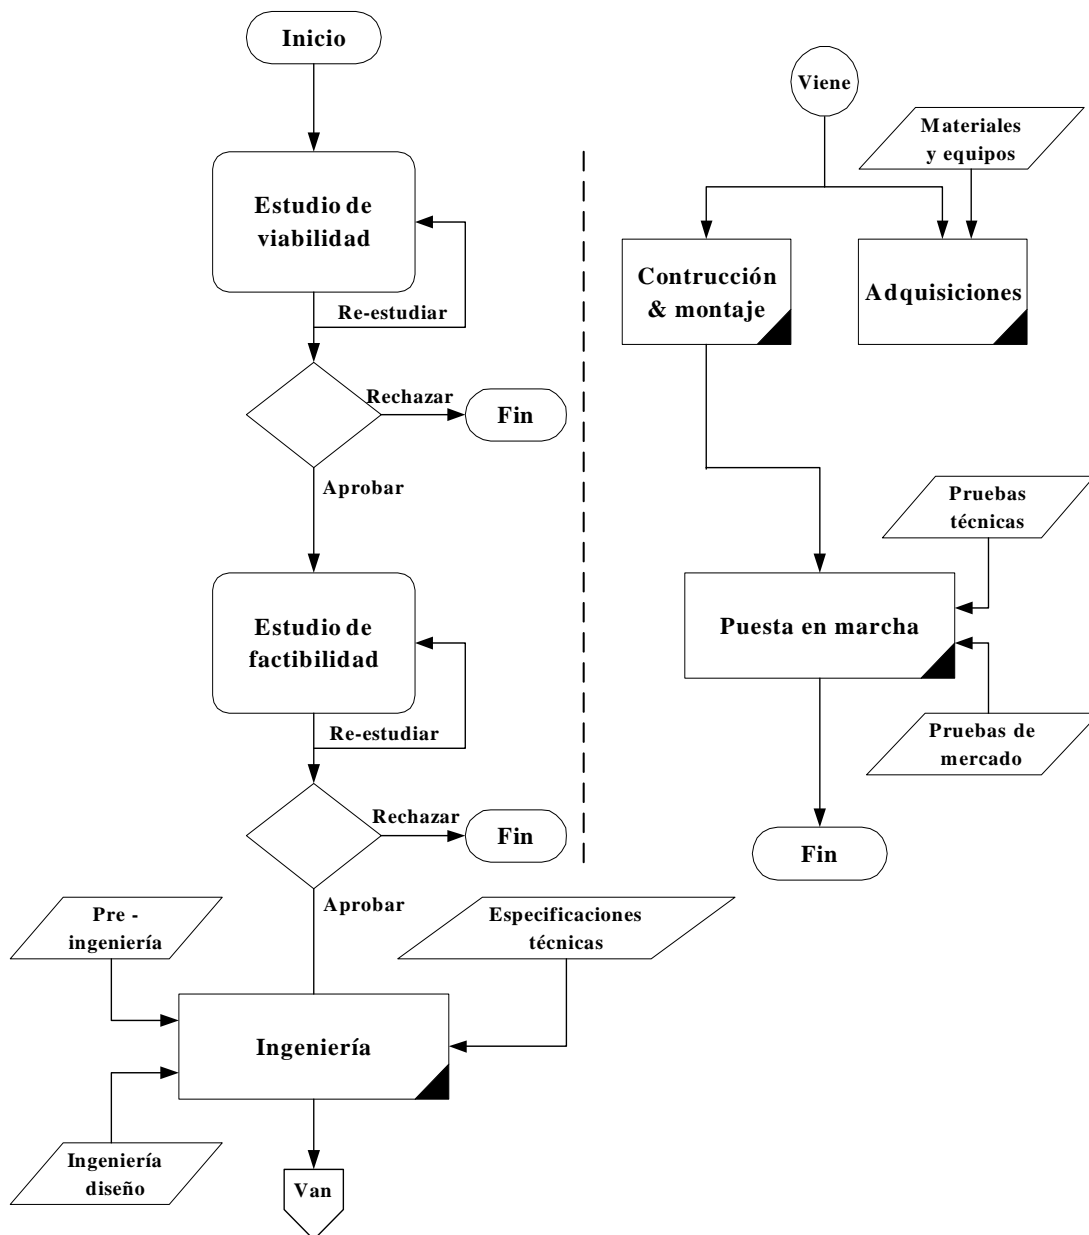 Inicio
Estudio de
viabilidad
Re-estudiar
Rechazar
Fin
Aprobar
Estudio de
factibilidad
Re-estudiar
Rechazar
Fin
Aprobar
Pre -
ingeniería
Especificaciones
técnicas
Ingeniería
Ingeniería
diseño
Van
Viene
Materiales
y equipos
Contrucción
& montaje
Adquisiciones
Pruebas
técnicas
Puesta en marcha
Pruebas de
mercado
Fin